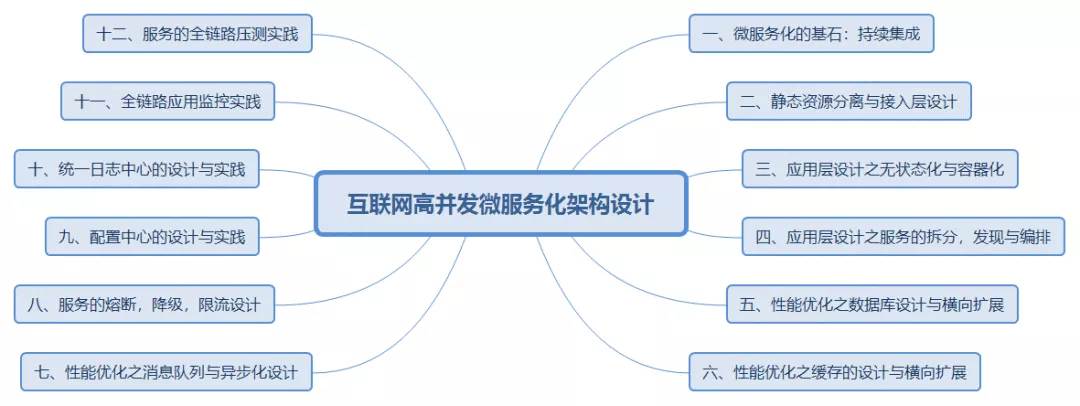 互联网高并发微服务化架构设计
一、微服务化的基石：持续集成
二、静态资源分离与接入层设计
三、应用层设计之无状态化与容器化
四、应用层设计之服务的拆分，发现与编排
五、性能优化之数据库设计与横向扩展
六、性能优化之缓存的设计与横向扩展
七、性能优化之消息队列与异步化设计
八、服务的熔断，降级，限流设计
九、配置中心的设计与实践
十、统一日志中心的设计与实践
十一、全链路应用监控实践
十二、服务的全链路压测实践